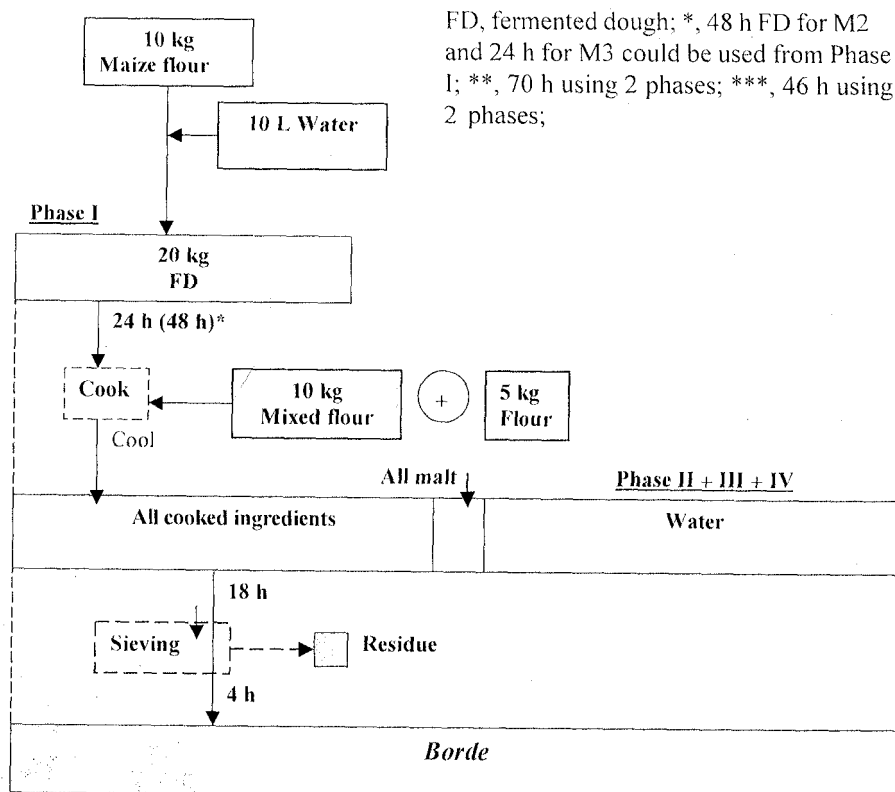 FD, fermented dough; *, 48 h FD for M2
and 24 h for M3 could be used from Phase
I; **, 70 h using 2 phases; ***, 46 h using
2 phases;
10 kg
Maize flour
10 L Water
Phase I
20 kg
FD
24 h (48 h)*
Cook
10 kg
Mixed flour
+
5 kg
Flour
Cool
All malt
Phase II + III + IV
All cooked ingredients
Water
18 h
Sieving
Residue
4 h
Borde